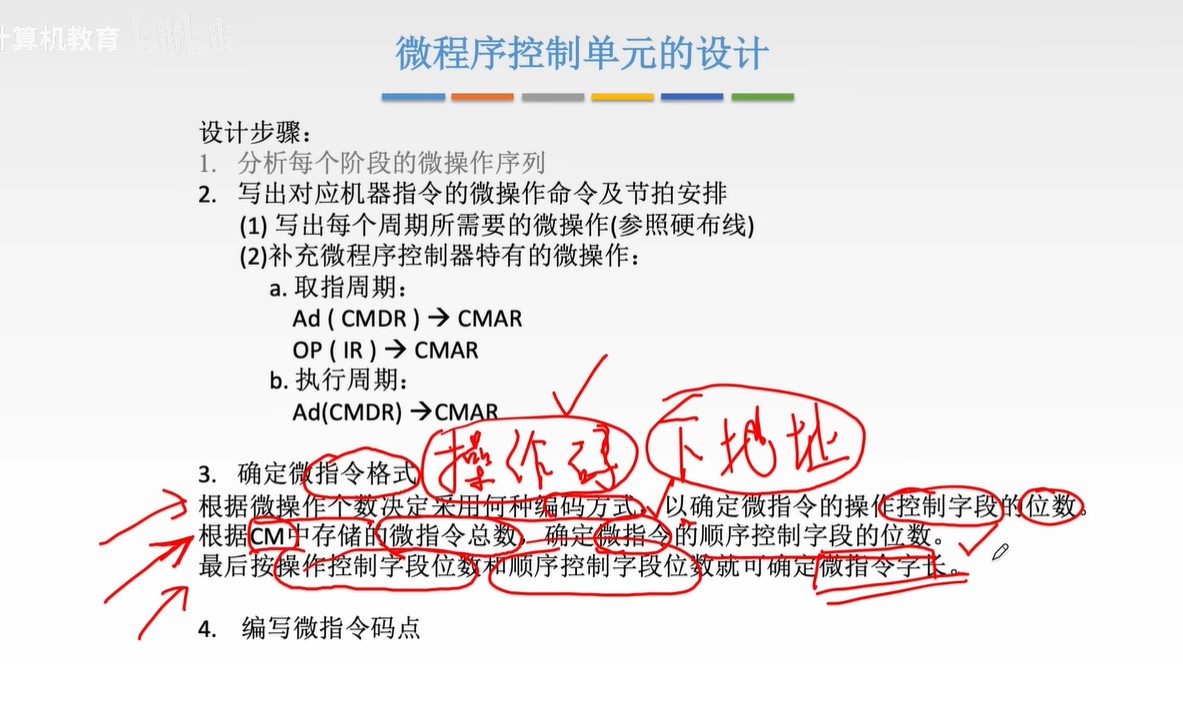 计算机教育
微程序控制单元的设计
设计步骤：
1. 分析每个阶段的微操作序列
2. 写出对应机器指令的微操作命令及节拍安排
(1) 写出每个周期所需要的微操作(参照硬布线)
(2)补充微程序控制器特有的微操作：
a. 取指周期：
Ad ( CMDR ) → CMAR
OP ( IR ) → CMAR
b. 执行周期：
Ad(CMDR) →CMAR
操作码 下地址
3. 确定微指令格式
根据微操作个数决定采用何种编码方式，以确定微指令的操作控制字段的位数。
根据CM中存储的微指令总数，确定微指令的顺序控制字段的位数。
最后按操作控制字段位数和顺序控制字段位数就可确定微指令字长。
4. 编写微指令码点